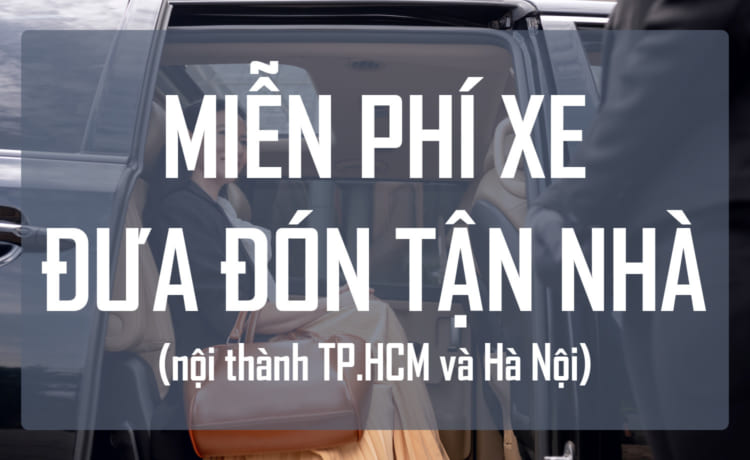 MIỄN PHÍ XE
ĐƯA ĐÓN TẬN NHÀ
(nội thành TP.HCM và Hà Nội)